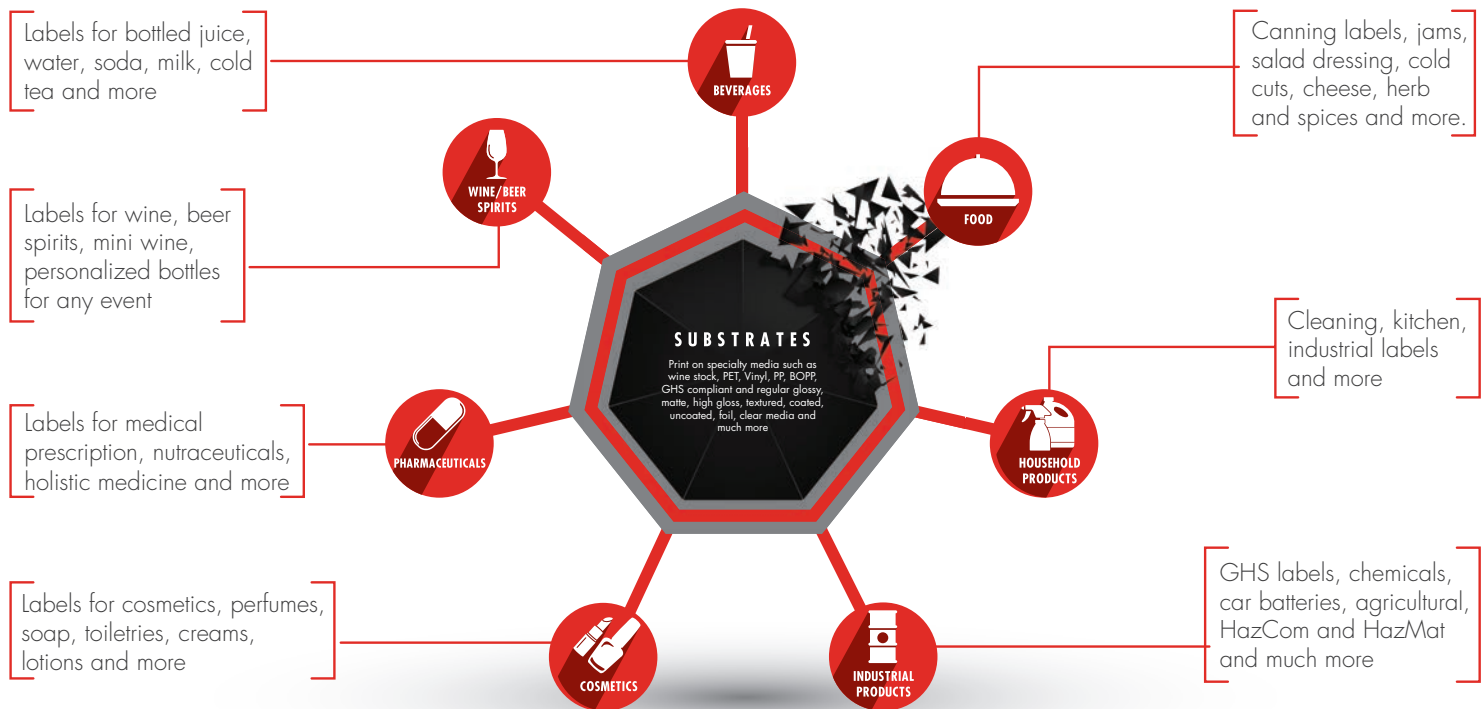 Labels for bottled juice,
water, soda, milk, cold
tea and more
BEVERAGES
Canning labels, jams,
salad dressing, cold
cuts, cheese, herb
and spices and more.
FOOD
WINE/BEER
SPIRITS
Labels for wine, beer
spirits, mini wine,
personalized bottles
for any event
SUBSTRATES
Print on specialty media such as
wine stock, PET, Vinyl, PP, BOPP,
GHS compliant and regular glossy,
matte, high gloss, textured, coated,
uncoated, foil, clear media and
much more
Cleaning, kitchen,
industrial labels
and more
HOUSEHOLD
PRODUCTS
Labels for medical
prescription, nutraceuticals,
holistic medicine and more
PHARMACEUTICALS
Labels for cosmetics, perfumes,
soap, toiletries, creams,
lotions and more
COSMETICS
INDUSTRIAL
PRODUCTS
GHS labels, chemicals,
car batteries, agricultural,
HazCom and HazMat
and much more